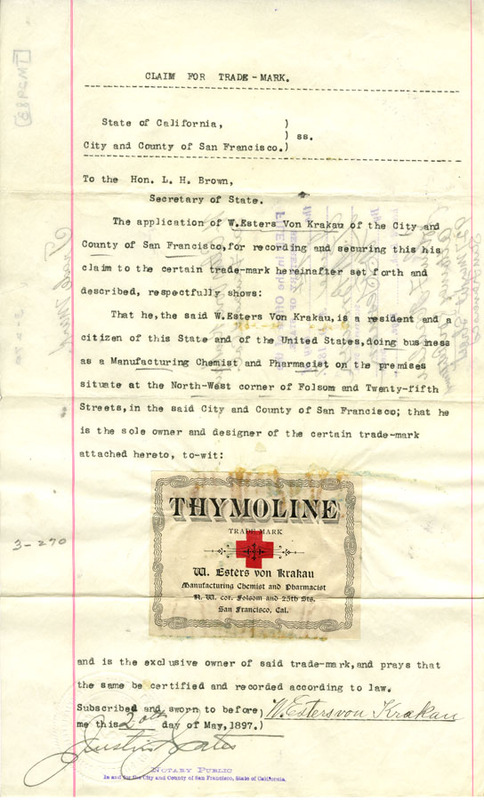 CLAIM FOR TRADE-MARK.
State of California, )
) ss.
City and County of San Francisco.)
To the Hon. L. H. Brown,
Secretary of State.
The application of W.Esters Von Krakau of the City and
County of San Francisco,for recording and securing this his
claim to the certain trade-mark hereinafter set forth and
described, respectfully shows:
That he, the said W.Esters Von Krakau,is a resident and a
citizen of this State and of the United States,doing business
as a Manufacturing Chemist and Pharmacist on the premises
situate at the North-West corner of Folsom and Twenty-fifth
Streets,in the said City and County of San Francisco; that he
is the sole owner and designer of the certain trade-mark
attached hereto, to-wit:
3-270
THYMOLINE
TRADE MARK
W. Esters von Krakau
Manufacturing Chemist and Pharmacist
N. W. cor. Folsom and 25th Sts.
San Francisco, Cal.
and is the exclusive owner of said trade-mark,and prays that
the same be certified and recorded according to law.
Subscribed and sworn to before) W.Esters von Krakau
me this 20th day of May,1897.)
NOTARY PUBLIC
In and for the City and County of San Francisco, State of California.